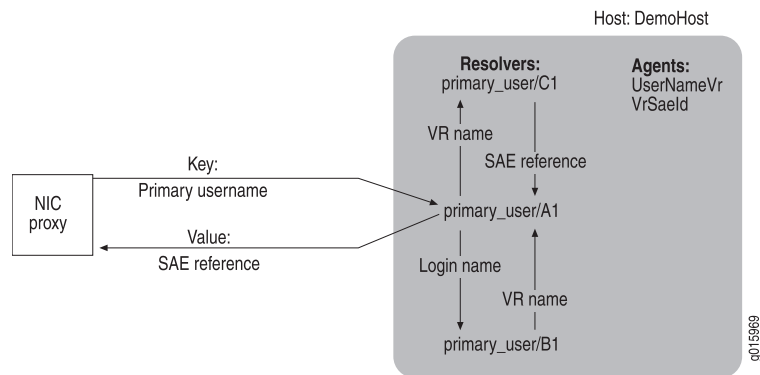 Host: DemoHost
Resolvers:
primary_user/C1
Agents:
UserNameVr
VrSaeId
VR name
SAE reference
Key:
Primary username
NIC
proxy
primary_user/A1
Value:
SAE reference
Login name
VR name
primary_user/B1
g015969